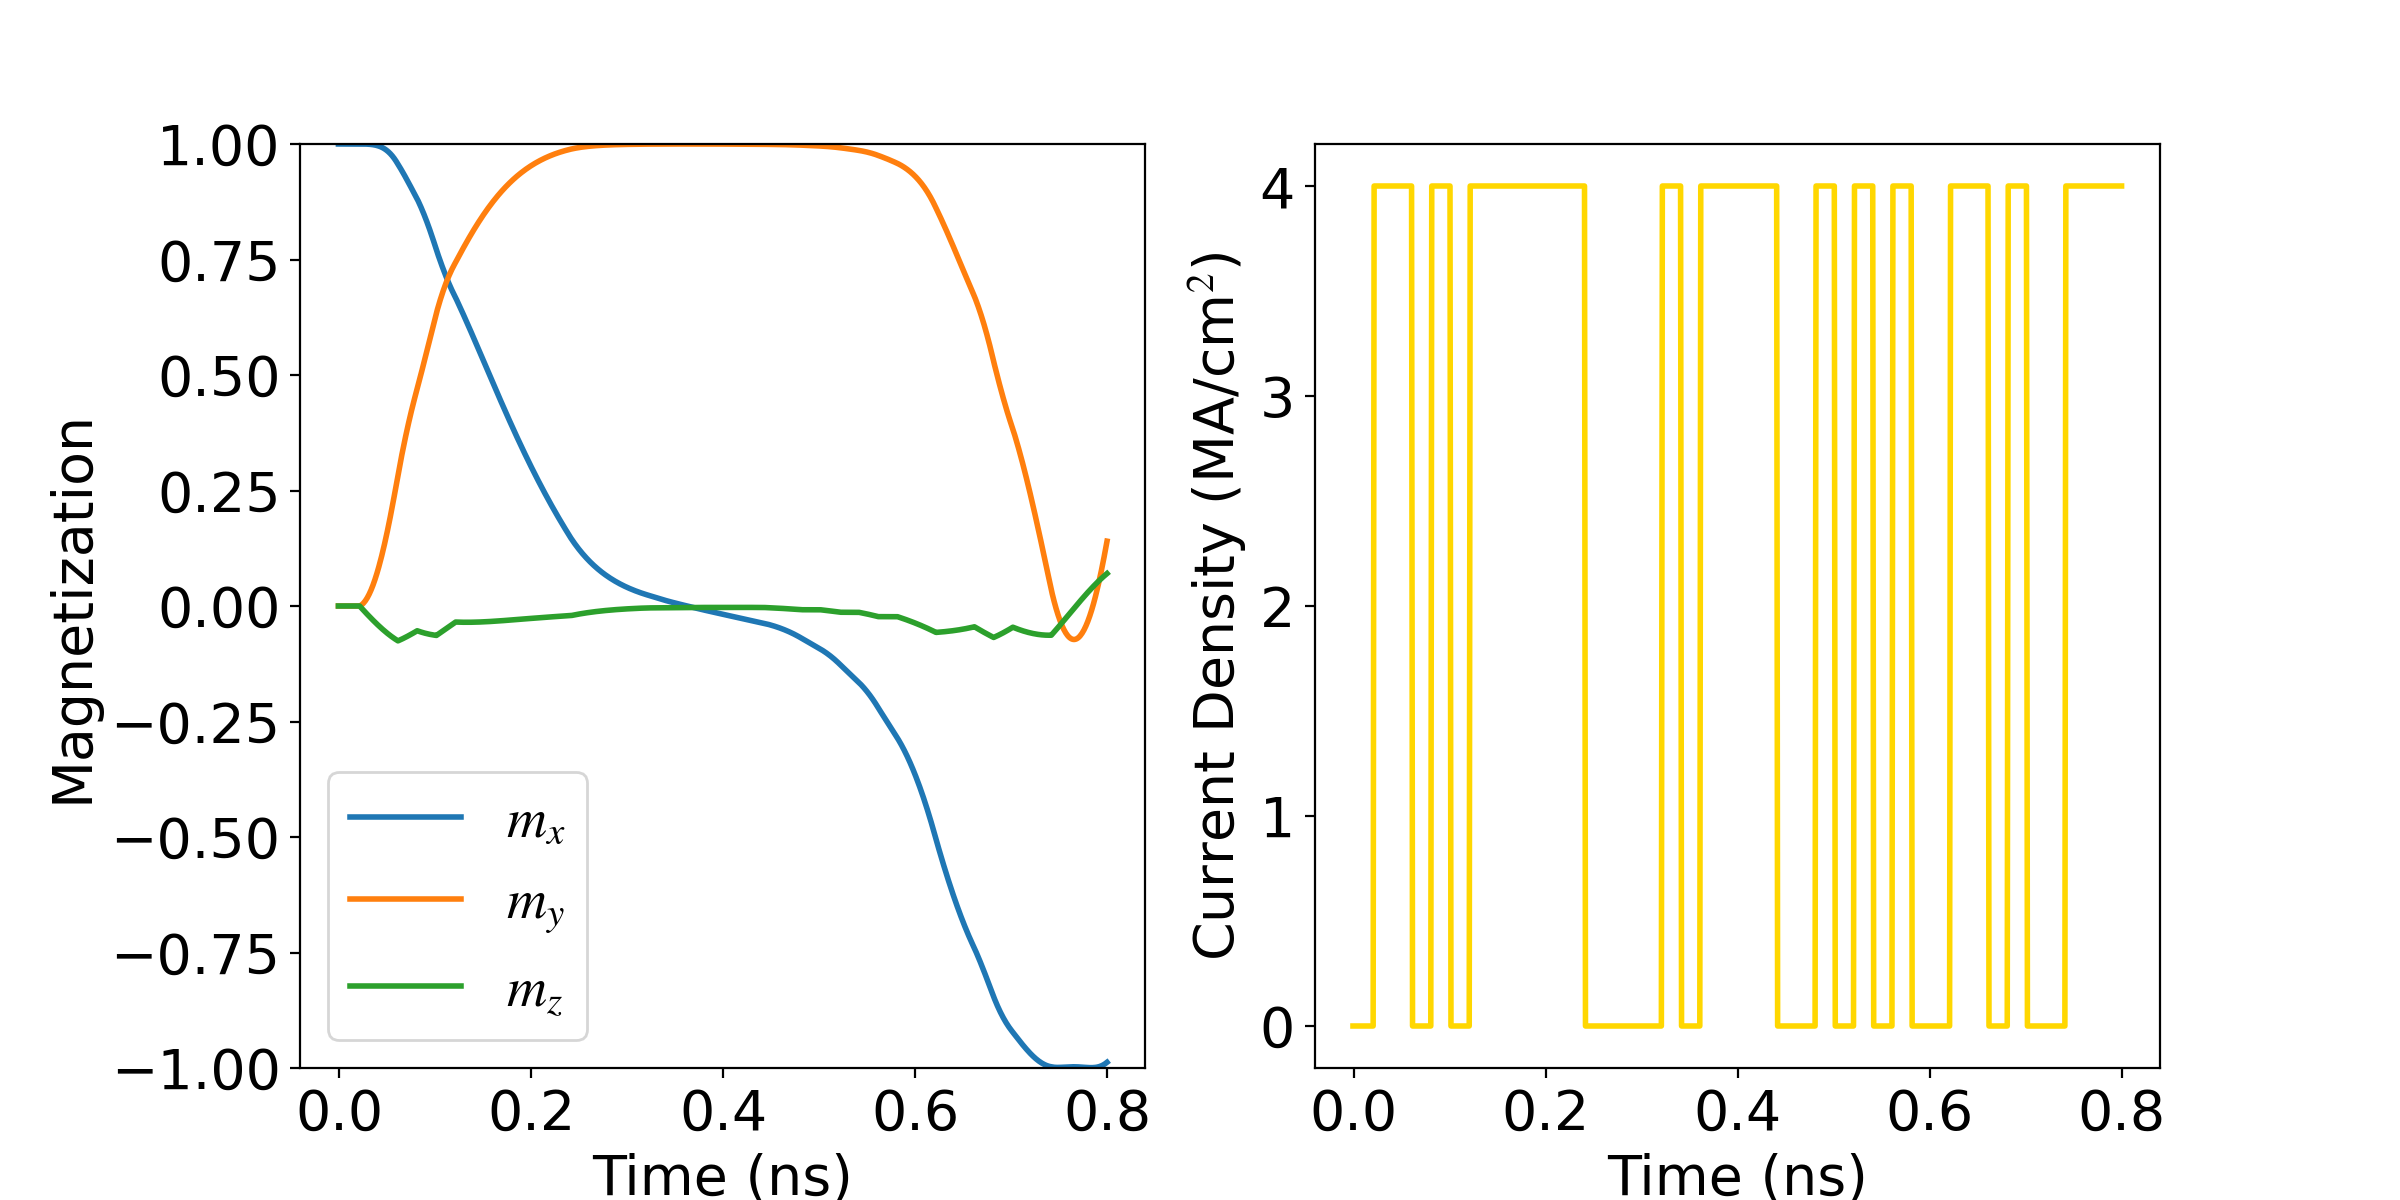 Magnetization
1.00
0.75
0.50
0.25
0.00
−0.25
−0.50
−0.75
−1.00
m_x
m_y
m_z
0.0 0.2 0.4 0.6 0.8
Time (ns)
Current Density (MA/cm²)
4
3
2
1
0
0.0 0.2 0.4 0.6 0.8
Time (ns)